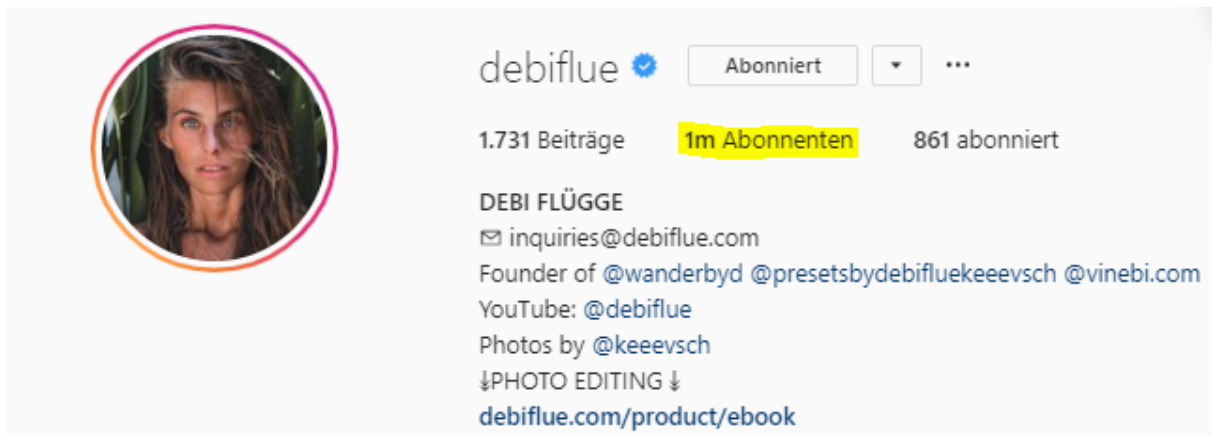 debiflue Abonniert
1.731 Beiträge 1m Abonnenten 861 abonniert
DEBI FLÜGGE
inquiries@debiflue.com
Founder of @wanderbyd @presetsbydebifluekeeevsch @vinebi.com
YouTube: @debiflue
Photos by @keeevsch
↡PHOTO EDITING↡
debiflue.com/product/ebook